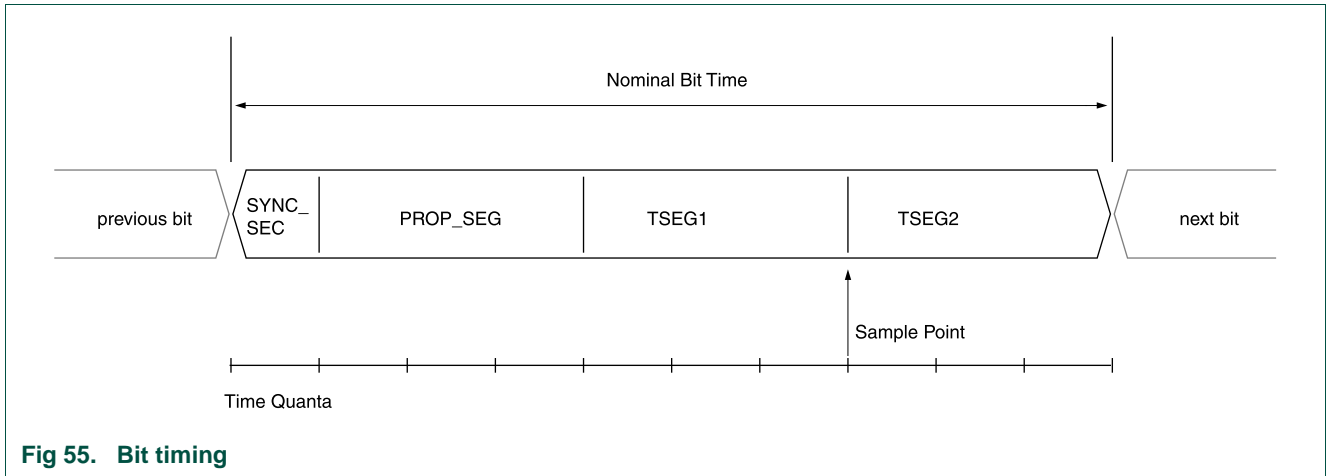 Nominal Bit Time
previous bit
SYNC_
SEC
PROP_SEG
TSEG1
TSEG2
next bit
Sample Point
Time Quanta
Fig 55. Bit timing